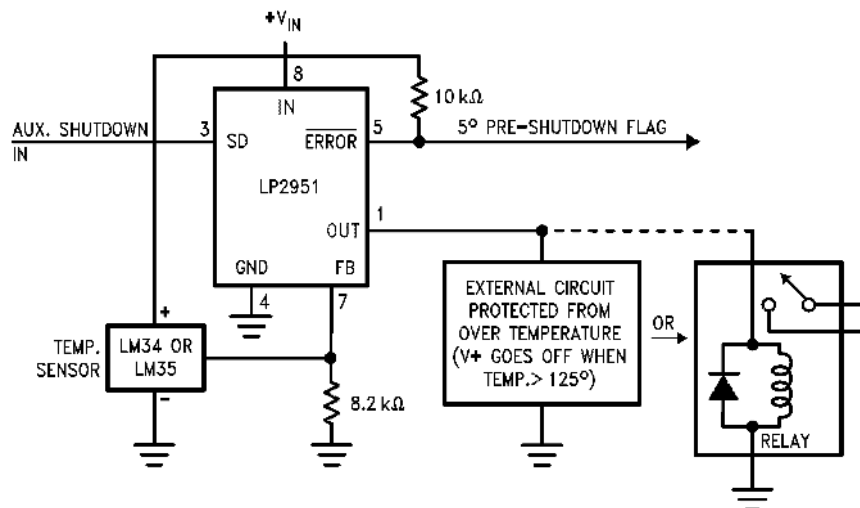 +VIN
8
10 kΩ
IN
AUX. SHUTDOWN
IN
3
SD
ERROR
5
5º PRE-SHUTDOWN FLAG
LP2951
OUT
1
GND
FB
4
7
+
TEMP.
SENSOR
LM34 OR
LM35
−
8.2 kΩ
EXTERNAL CIRCUIT
PROTECTED FROM
OVER TEMPERATURE
(V+ GOES OFF WHEN
TEMP.> 125º)
OR
RELAY